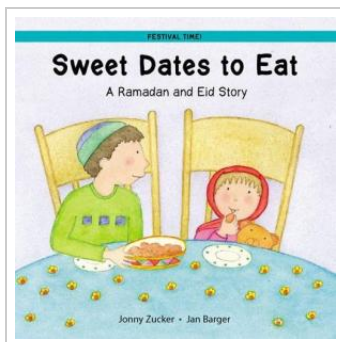 FESTIVAL TIME!
Sweet Dates to Eat
A Ramadan and Eid Story
Jonny Zucker • Jan Barger